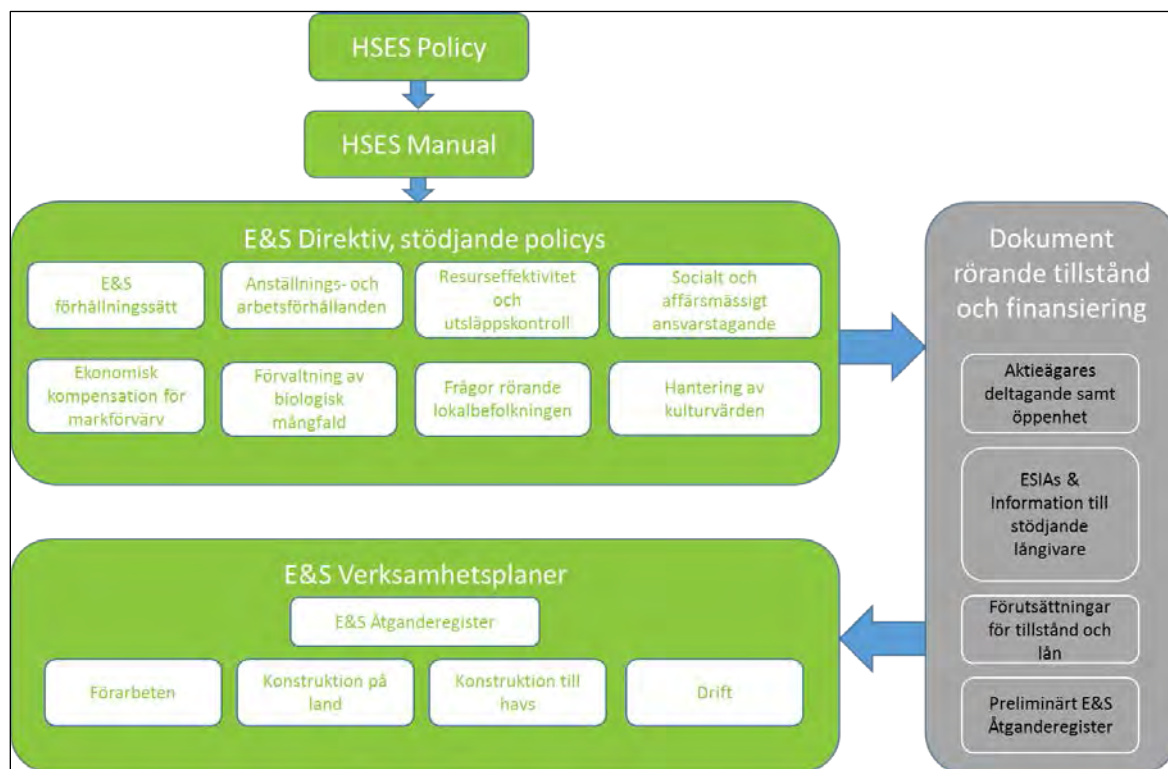 HSES Policy
HSES Manual
E&S Direktiv, stödjande policys
E&S
förhållningssätt
Anställnings- och
arbetsförhållanden
Resurseffektivitet
och
utsläppskontroll
Socialt och
affärsmässigt
ansvarstagande
Ekonomisk
kompensation för
markförvärv
Förvaltning av
biologisk
mångfald
Frågor rörande
lokalbefolkningen
Hantering av
kulturvärden
Dokument
rörande tillstånd
och finansiering
Aktieägares
deltagande samt
öppenhet
ESIAs &
Information till
stödjande
långivare
Förutsättningar
för tillstånd och
lån
Preliminärt E&S
Åtganderegister
E&S Verksamhetsplaner
E&S Åtganderegister
Förarbeten
Konstruktion på
land
Konstruktion till
havs
Drift